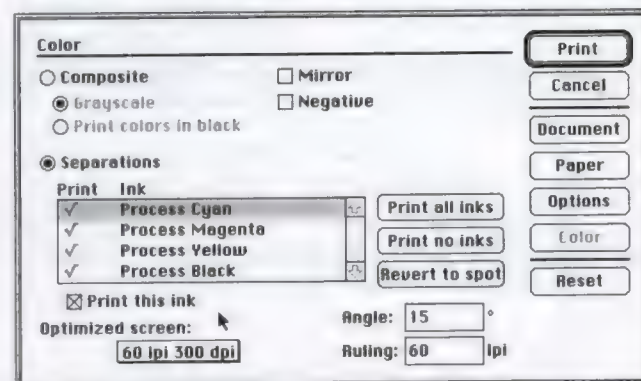 Color
Composite
Mirror
Grayscale
Negative
Print colors in black
Separations
Print Ink
Process Cyan
Process Magenta
Process Yellow
Process Black
Print all inks
Print no inks
Revert to spot
Print this ink
Optimized screen:
60 lpi 300 dpi
Angle: 15 °
Ruling: 60 lpi
Print
Cancel
Document
Paper
Options
Color
Reset